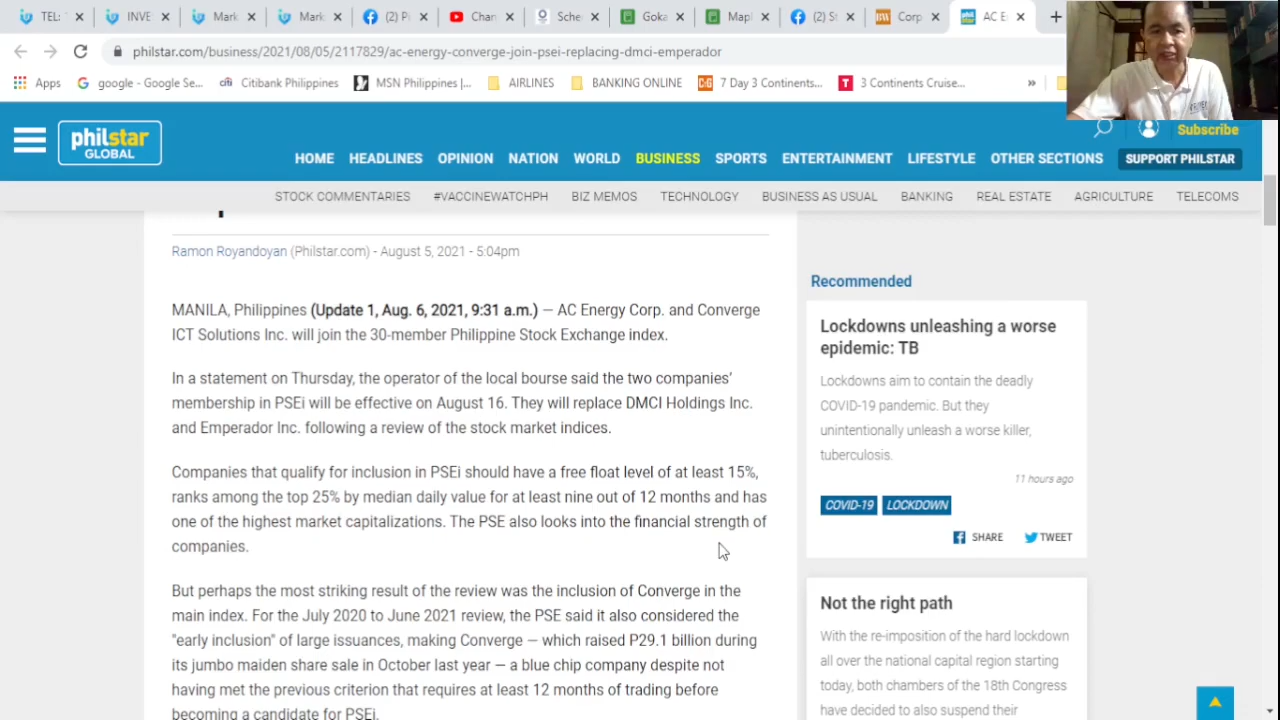 TEL:
INVE
Mark
Mark
(2) Pi
Chan
Sche
Goka
Mapl
(2) St
Corp
AC E
philstar.com/business/2021/08/05/2117829/ac-energy-converge-join-psei-replacing-dmci-emperador
Apps
google - Google Se...
Citibank Philippines
MSN Philippines |...
AIRLINES
BANKING ONLINE
7 Day 3 Continents...
3 Continents Cruise...
»
philstar
GLOBAL
Subscribe
HOME HEADLINES OPINION NATION WORLD BUSINESS SPORTS ENTERTAINMENT LIFESTYLE OTHER SECTIONS SUPPORT PHILSTAR
STOCK COMMENTARIES #VACCINEWATCHPH BIZ MEMOS TECHNOLOGY BUSINESS AS USUAL BANKING REAL ESTATE AGRICULTURE TELECOMS
Ramon Royandoyan (Philstar.com) - August 5, 2021 - 5:04pm
MANILA, Philippines (Update 1, Aug. 6, 2021, 9:31 a.m.) — AC Energy Corp. and Converge
ICT Solutions Inc. will join the 30-member Philippine Stock Exchange index.
In a statement on Thursday, the operator of the local bourse said the two companies’
membership in PSEi will be effective on August 16. They will replace DMCI Holdings Inc.
and Emperador Inc. following a review of the stock market indices.
Companies that qualify for inclusion in PSEi should have a free float level of at least 15%,
ranks among the top 25% by median daily value for at least nine out of 12 months and has
one of the highest market capitalizations. The PSE also looks into the financial strength of
companies.
But perhaps the most striking result of the review was the inclusion of Converge in the
main index. For the July 2020 to June 2021 review, the PSE said it also considered the
"early inclusion" of large issuances, making Converge — which raised P29.1 billion during
its jumbo maiden share sale in October last year — a blue chip company despite not
having met the previous criterion that requires at least 12 months of trading before
becoming a candidate for PSEi.
Recommended
Lockdowns unleashing a worse
epidemic: TB
Lockdowns aim to contain the deadly
COVID-19 pandemic. But they
unintentionally unleash a worse killer,
tuberculosis.
11 hours ago
COVID-19 LOCKDOWN
SHARE TWEET
Not the right path
With the re-imposition of the hard lockdown
all over the national capital region starting
today, both chambers of the 18th Congress
have decided to also suspend their